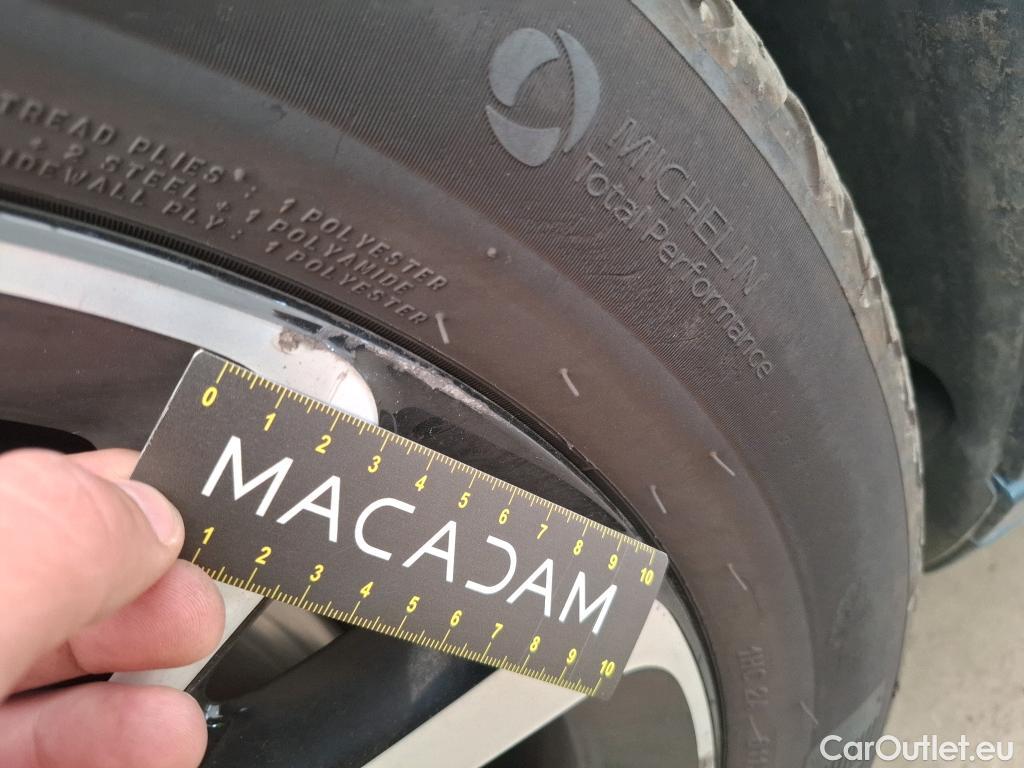 TREAD PLIES : 1 POLYESTER
+ 2 STEEL + 1 POLYAMIDE
SIDEWALL PLY : 1 POLYESTER
MICHELIN
Total Performance
0 1 2 3 4 5 6 7 8 9 10
MACADAM
1 2 3 4 5 6 7 8 9 10
CarOutlet.eu